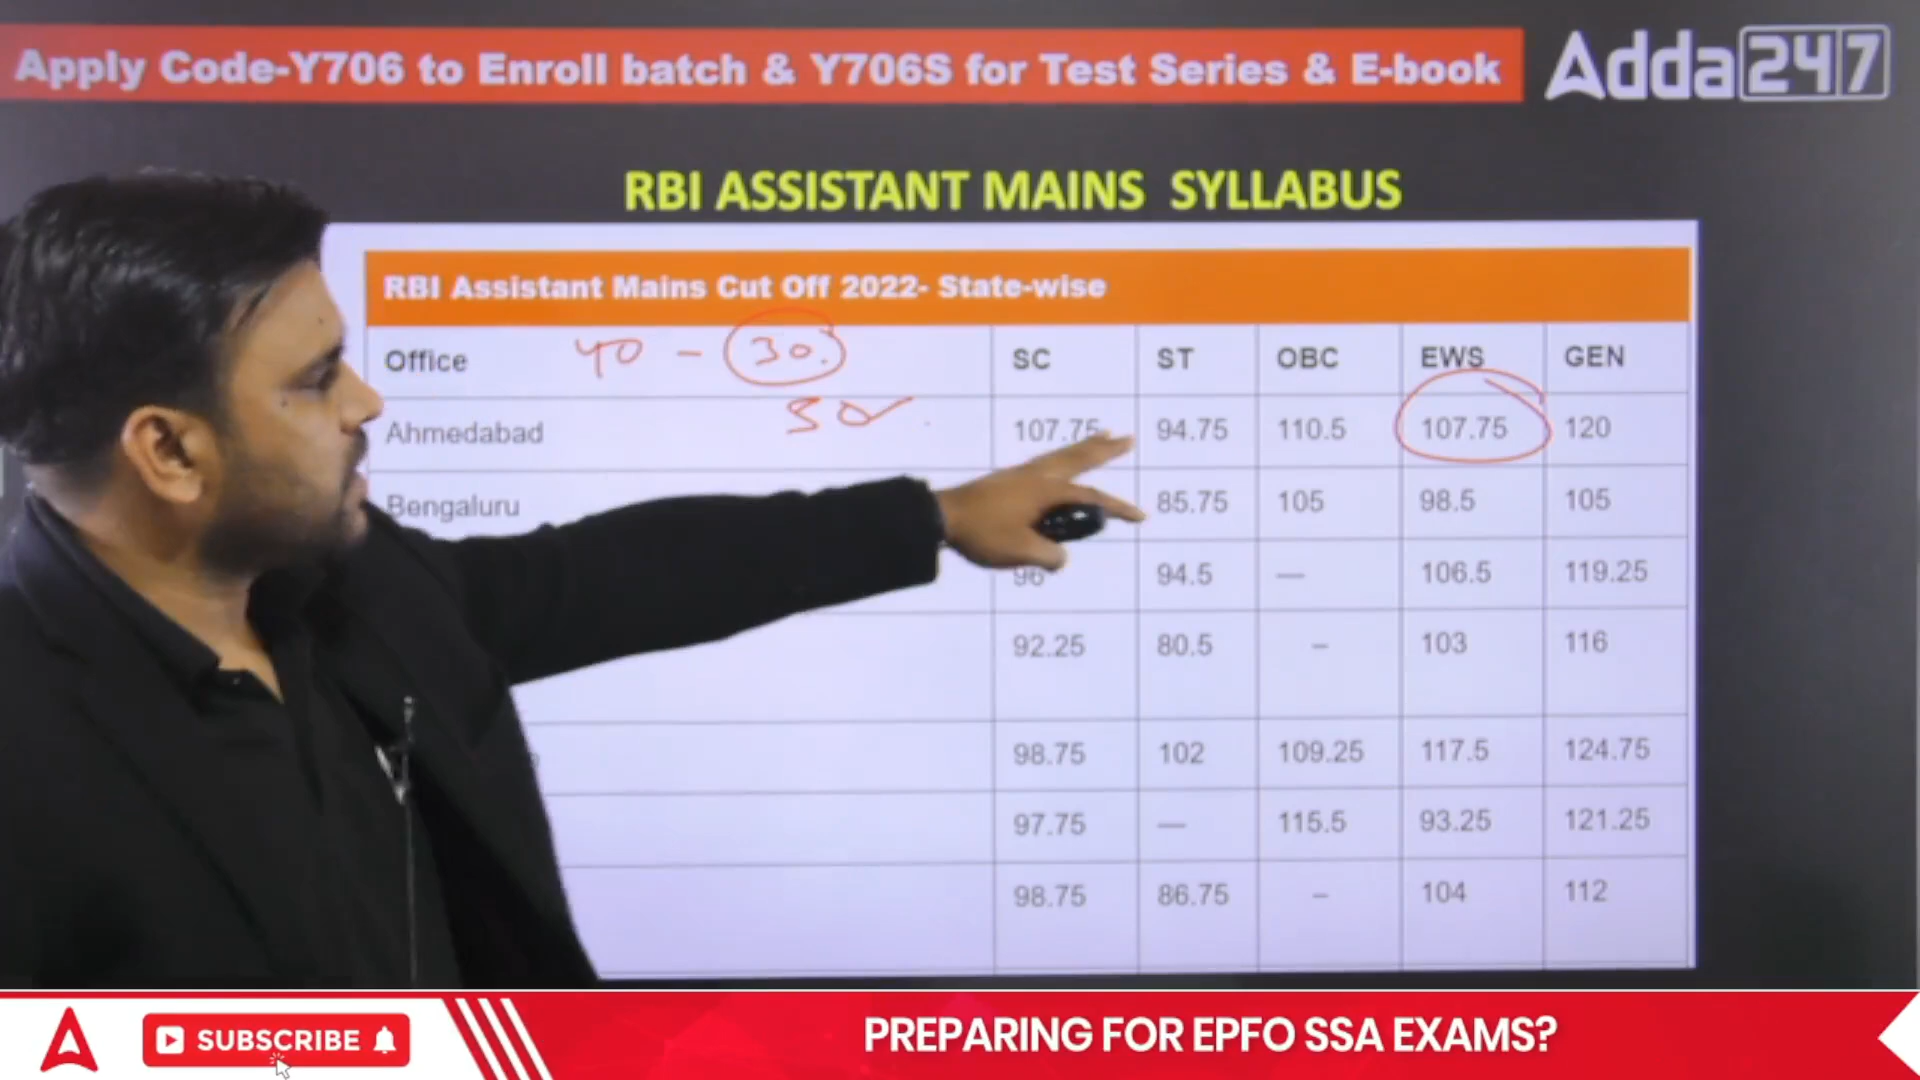 Apply Code-Y706 to Enroll batch & Y706S for Test Series & E-book
Adda247
RBI ASSISTANT MAINS SYLLABUS
RBI Assistant Mains Cut Off 2022- State-wise
Office 40 - 30. SC ST OBC EWS GEN
30
Ahmedabad 107.75 94.75 110.5 107.75 120
Bengaluru 85.75 105 98.5 105
96 94.5 — 106.5 119.25
92.25 80.5 – 103 116
98.75 102 109.25 117.5 124.75
97.75 — 115.5 93.25 121.25
98.75 86.75 – 104 112
SUBSCRIBE
PREPARING FOR EPFO SSA EXAMS?